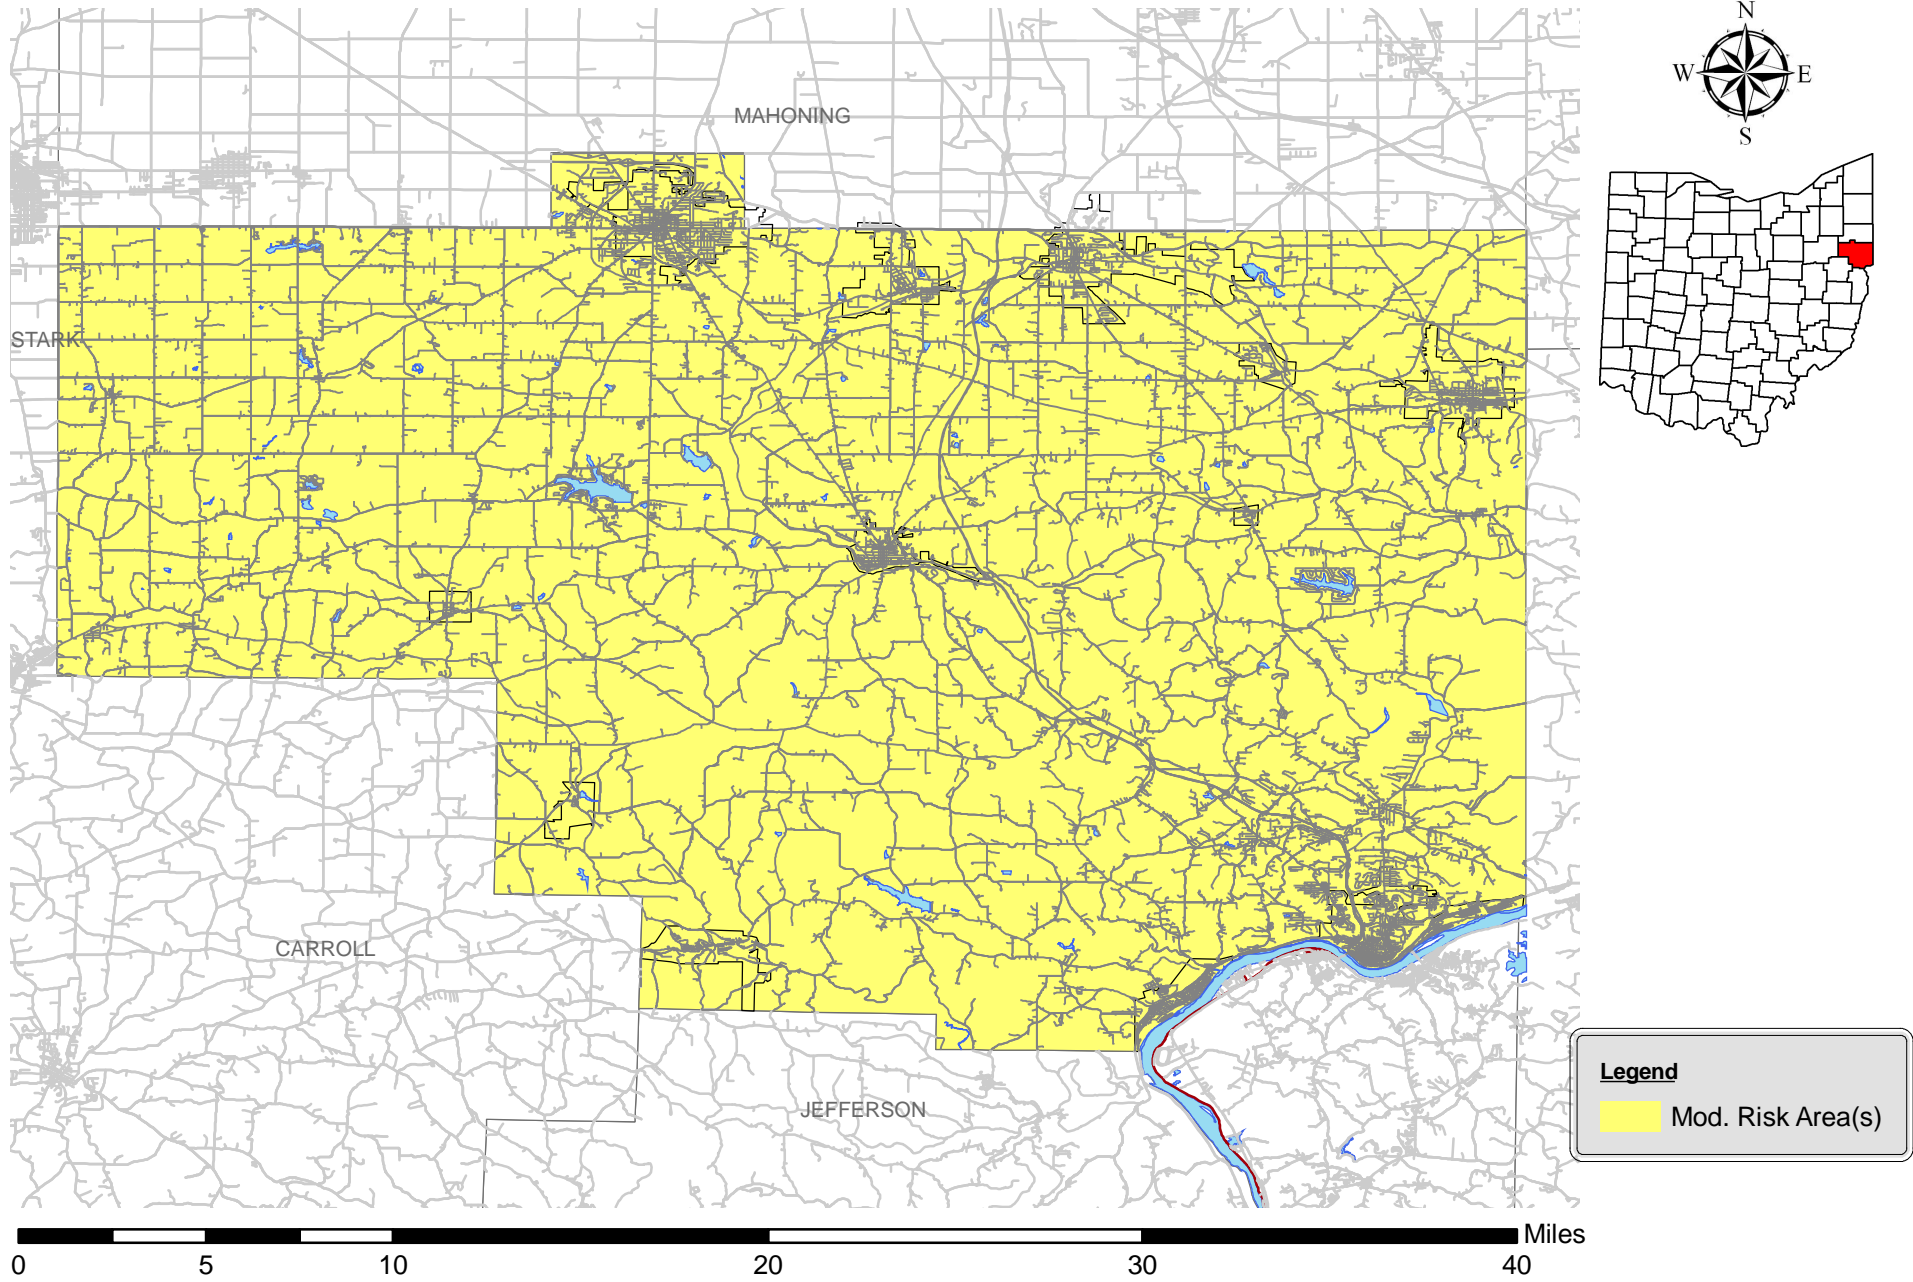 N
W E
S
MAHONING
STARK
CARROLL
JEFFERSON
Legend
Mod. Risk Area(s)
Miles
0 5 10 20 30 40